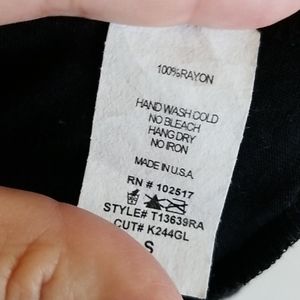 100%RAYON
HAND WASH COLD
NO BLEACH
HANG DRY
NO IRON
MADE IN U.S.A.
RN # 102517
STYLE# T13639RA
CUT# K244GL
S